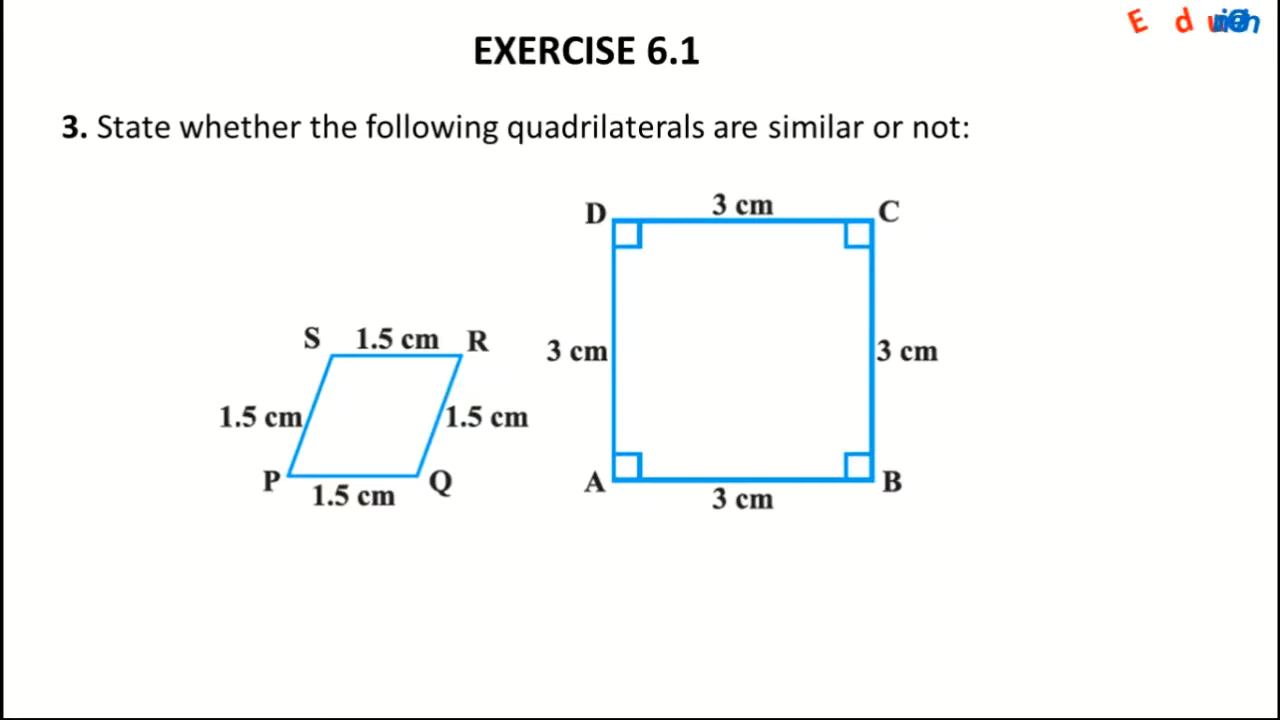 EXERCISE 6.1
3. State whether the following quadrilaterals are similar or not:
D 3 cm C
S 1.5 cm R
3 cm
3 cm
1.5 cm
1.5 cm
P
Q
1.5 cm
A
B
3 cm